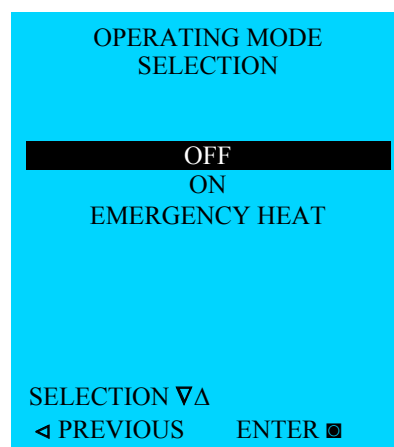 OPERATING MODE
SELECTION
OFF
ON
EMERGENCY HEAT
SELECTION ∇∆
⊲ PREVIOUS ENTER ◙